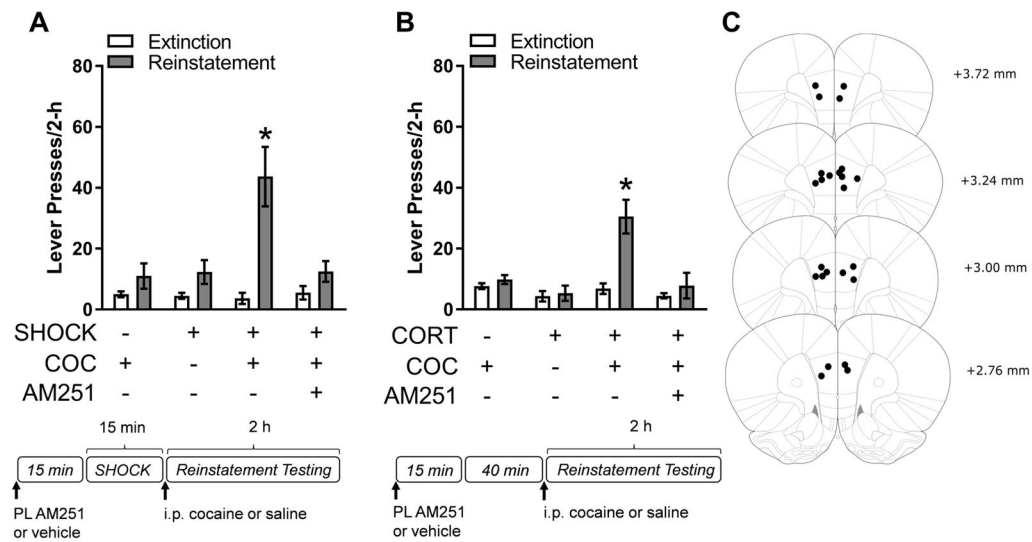 A
Extinction
Reinstatement
Lever Presses/2-h
80
60
40
20
0
*
SHOCK - + + +
COC + - + +
AM251 - - - +
15 min 2 h
15 min SHOCK Reinstatement Testing
PL AM251
or vehicle
i.p. cocaine or saline
B
Extinction
Reinstatement
Lever Presses/2-h
80
60
40
20
0
*
CORT - + + +
COC + - + +
AM251 - - - +
2 h
15 min 40 min Reinstatement Testing
PL AM251
or vehicle
i.p. cocaine or saline
C
+3.72 mm
+3.24 mm
+3.00 mm
+2.76 mm